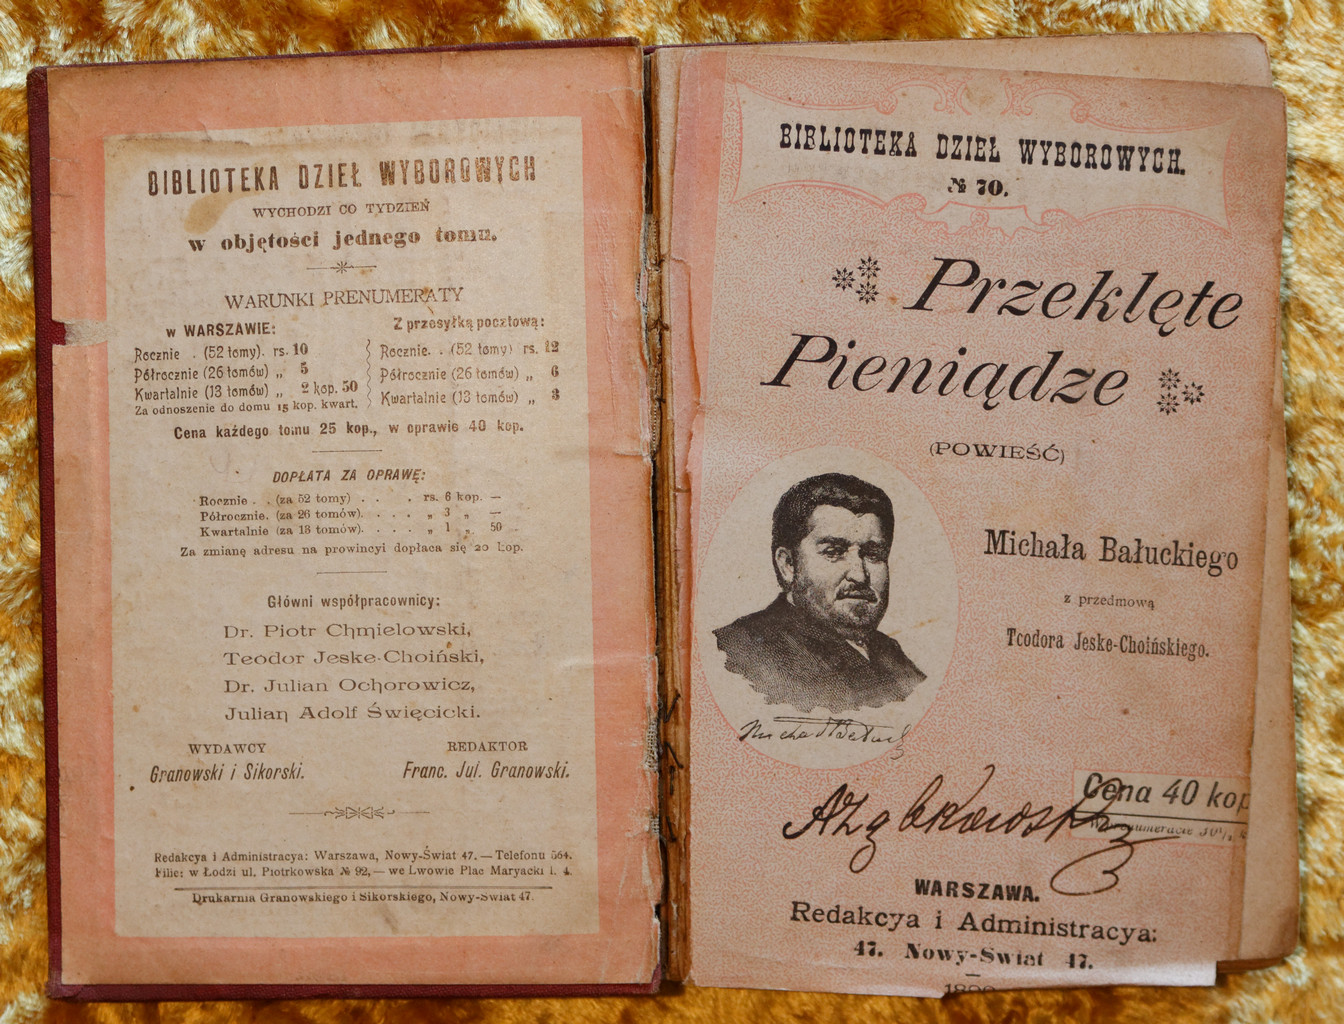 BIBLIOTEKA DZIEŁ WYBOROWYCH
WYCHODZI CO TYDZIEŃ
w objętości jednego tomu.
WARUNKI PRENUMERATY
w WARSZAWIE:
Rocznie . (52 tomy). rs. 10
Półrocznie (26 tomów) „ 5
Kwartalnie (13 tomów) „ 2 kop. 50
Za odnoszenie do domu 15 kop. kwart.
Z przesyłką pocztową:
Rocznie. . (52 tomy) rs. 12
Półrocznie (26 tomów) „ 6
Kwartalnie (13 tomów) „ 3
Cena każdego tomu 25 kop., w oprawie 40 kop.
DOPŁATA ZA OPRAWĘ:
Rocznie . . (za 52 tomy) . . . rs. 6 kop. —
Półrocznie. (za 26 tomów). . . . „ 3 „ —
Kwartalnie (za 13 tomów). . . . „ 1 „ 50
Za zmianę adresu na prowincyi dopłaca się 20 kop.
Główni współpracownicy:
Dr. Piotr Chmielowski,
Teodor Jeske-Choiński,
Dr. Julian Ochorowicz,
Julian Adolf Święcicki.
WYDAWCY
Granowski i Sikorski.
REDAKTOR
Franc. Jul. Granowski.
Redakcya i Administracya: Warszawa, Nowy-Świat 47. — Telefonu 564.
Filie: w Łodzi ul. Piotrkowska № 92, — we Lwowie Plac Maryacki l. 4.
Drukarnia Granowskiego i Sikorskiego, Nowy-Świat 47.
BIBLIOTEKA DZIEŁ WYBOROWYCH.
№ 70.
Przeklęte
Pieniądze
(POWIEŚĆ)
Michała Bałuckiego
z przedmową
Teodora Jeske-Choińskiego.
Michał Bałucki
Cena 40 kop
WARSZAWA.
Redakcya i Administracya:
47. Nowy-Świat 47.